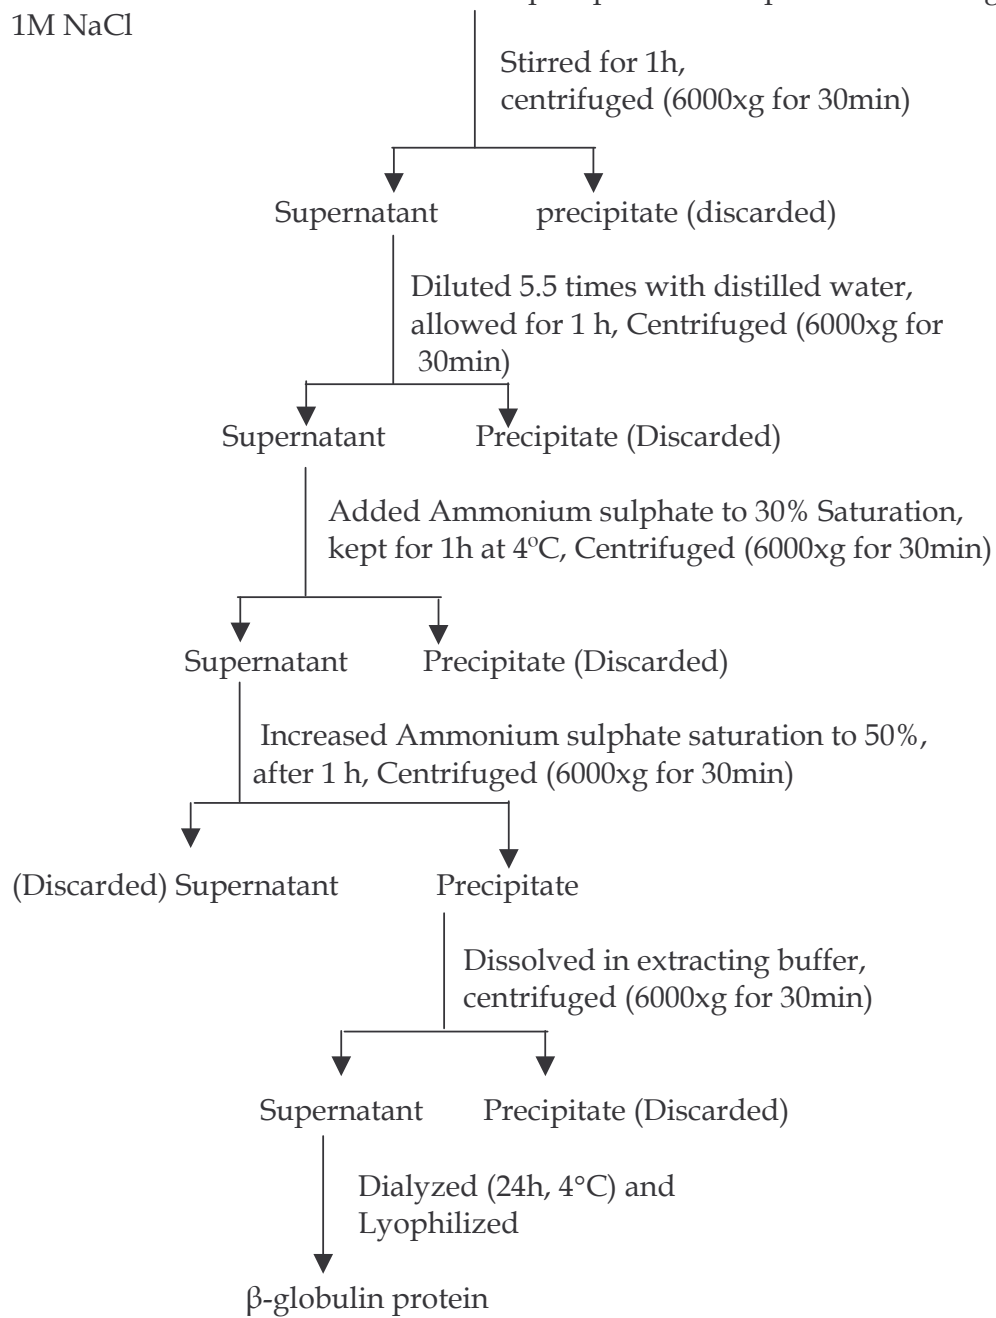 1M NaCl
Stirred for 1h,
centrifuged (6000xg for 30min)
Supernatant precipitate (discarded)
Diluted 5.5 times with distilled water,
allowed for 1 h, Centrifuged (6000xg for
30min)
Supernatant Precipitate (Discarded)
Added Ammonium sulphate to 30% Saturation,
kept for 1h at 4ºC, Centrifuged (6000xg for 30min)
Supernatant Precipitate (Discarded)
Increased Ammonium sulphate saturation to 50%,
after 1 h, Centrifuged (6000xg for 30min)
(Discarded) Supernatant Precipitate
Dissolved in extracting buffer,
centrifuged (6000xg for 30min)
Supernatant Precipitate (Discarded)
Dialyzed (24h, 4°C) and
Lyophilized
β-globulin protein